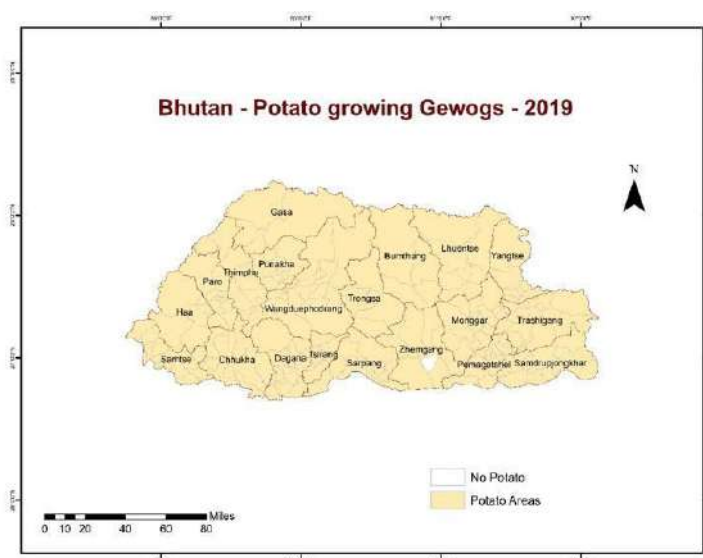 Bhutan - Potato growing Gewogs - 2019
N
Gasa
Lhuentse
Punakha
Bumthang
Yangtse
Thimphu
Paro
Trongsa
Haa
Wangduephodrang
Monggar
Trashigang
Zhemgang
Samtse
Chhukha
Dagana
Tsirang
Sarpang
Pemagatshel
Samdrupjongkhar
No Potato
Potato Areas
Miles
0 10 20 40 60 80